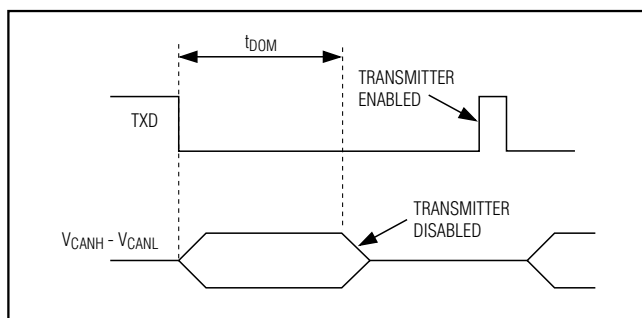 tDOM
TRANSMITTER
ENABLED
TXD
TRANSMITTER
DISABLED
VCANH - VCANL